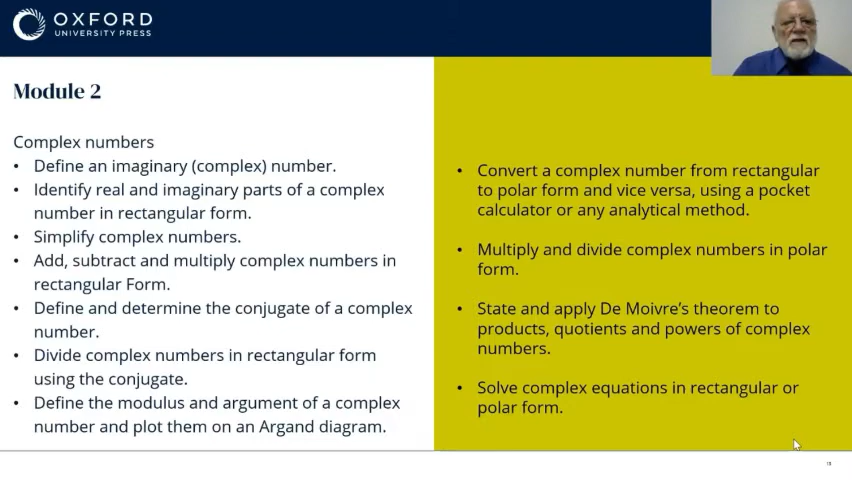 OXFORD
UNIVERSITY PRESS
Module 2
Complex numbers
• Define an imaginary (complex) number.
• Identify real and imaginary parts of a complex
number in rectangular form.
• Simplify complex numbers.
• Add, subtract and multiply complex numbers in
rectangular Form.
• Define and determine the conjugate of a complex
number.
• Divide complex numbers in rectangular form
using the conjugate.
• Define the modulus and argument of a complex
number and plot them on an Argand diagram.
• Convert a complex number from rectangular
to polar form and vice versa, using a pocket
calculator or any analytical method.
• Multiply and divide complex numbers in polar
form.
• State and apply De Moivre's theorem to
products, quotients and powers of complex
numbers.
• Solve complex equations in rectangular or
polar form.